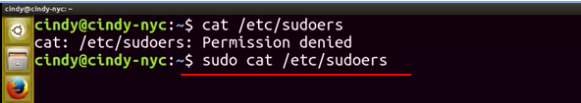 cindy@cindy-nyc: ~
cindy@cindy-nyc:~$ cat /etc/sudoers
cat: /etc/sudoers: Permission denied
cindy@cindy-nyc:~$ sudo cat /etc/sudoers